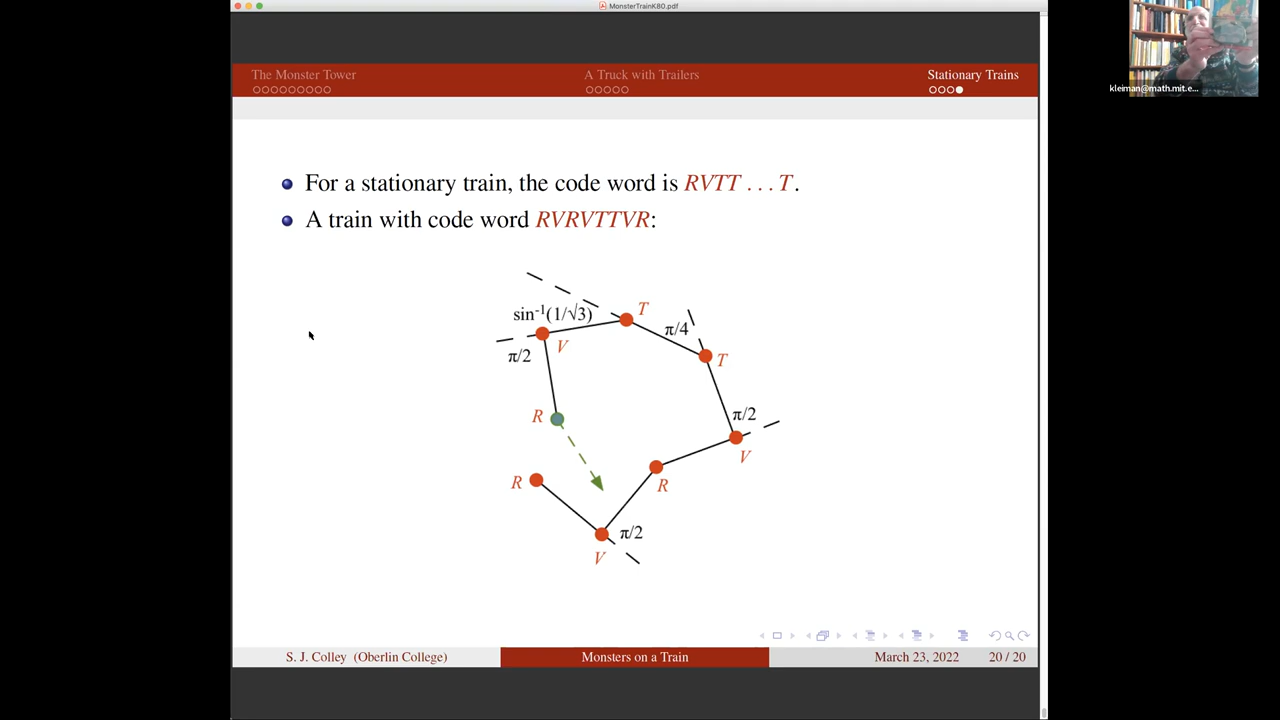 MonsterTrainK80.pdf
The Monster Tower
A Truck with Trailers
Stationary Trains
kleiman@math.mit.e...
For a stationary train, the code word is RVTT ... T.
A train with code word RVRVTTVR:
sin⁻¹(1/√3)
T
π/4
V
π/2
T
R
π/2
V
R
R
π/2
V
S. J. Colley (Oberlin College)
Monsters on a Train
March 23, 2022
20 / 20